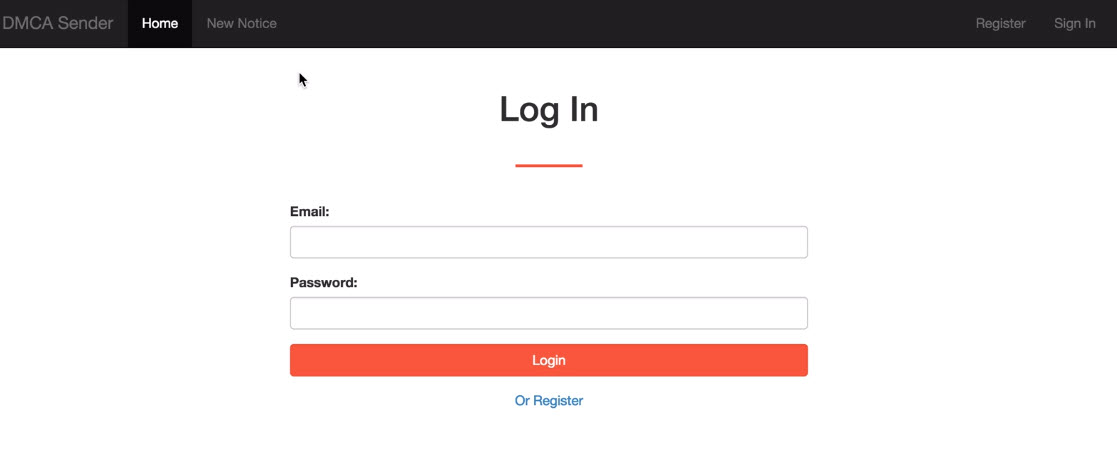 DMCA Sender Home New Notice Register Sign In
Log In
Email:
Password:
Login
Or Register